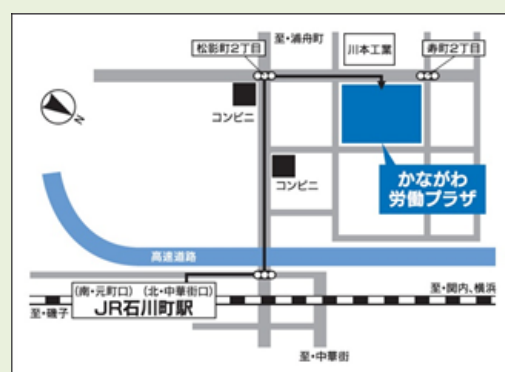 至・浦舟町
松影町2丁目
川本工業
寿町2丁目
N
コンビニ
コンビニ
かながわ
労働プラザ
高速道路
(南・元町口) (北・中華街口)
JR石川町駅
至・磯子
至・関内、横浜
至・中華街